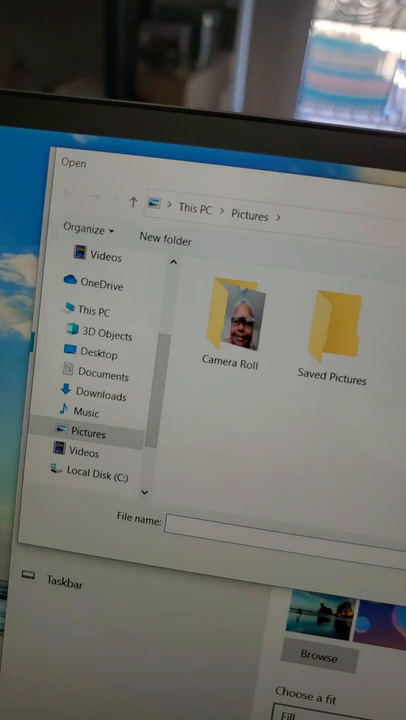 Open
This PC > Pictures >
Organize
New folder
Videos
OneDrive
This PC
3D Objects
Desktop
Documents
Downloads
Music
Pictures
Videos
Local Disk (C:)
Camera Roll
Saved Pictures
File name:
Taskbar
Browse
Choose a fit
Fill